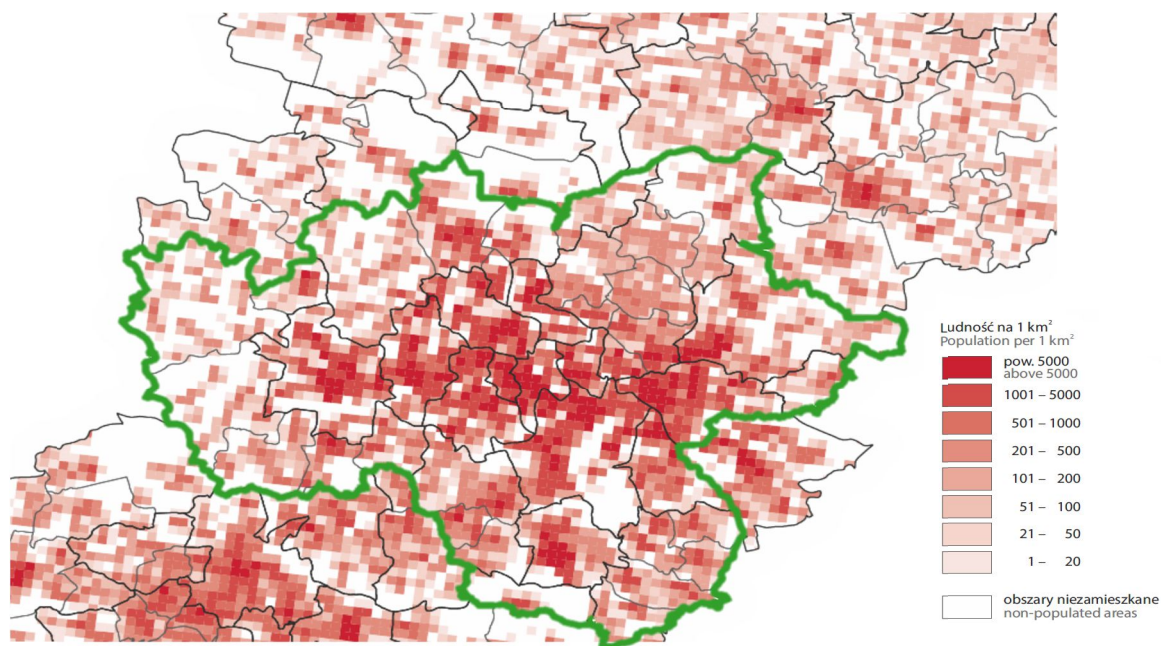 Ludność na 1 km²
Population per 1 km²
pow. 5000
above 5000
1001 – 5000
501 – 1000
201 – 500
101 – 200
51 – 100
21 – 50
1 – 20
obszary niezamieszkane
non-populated areas